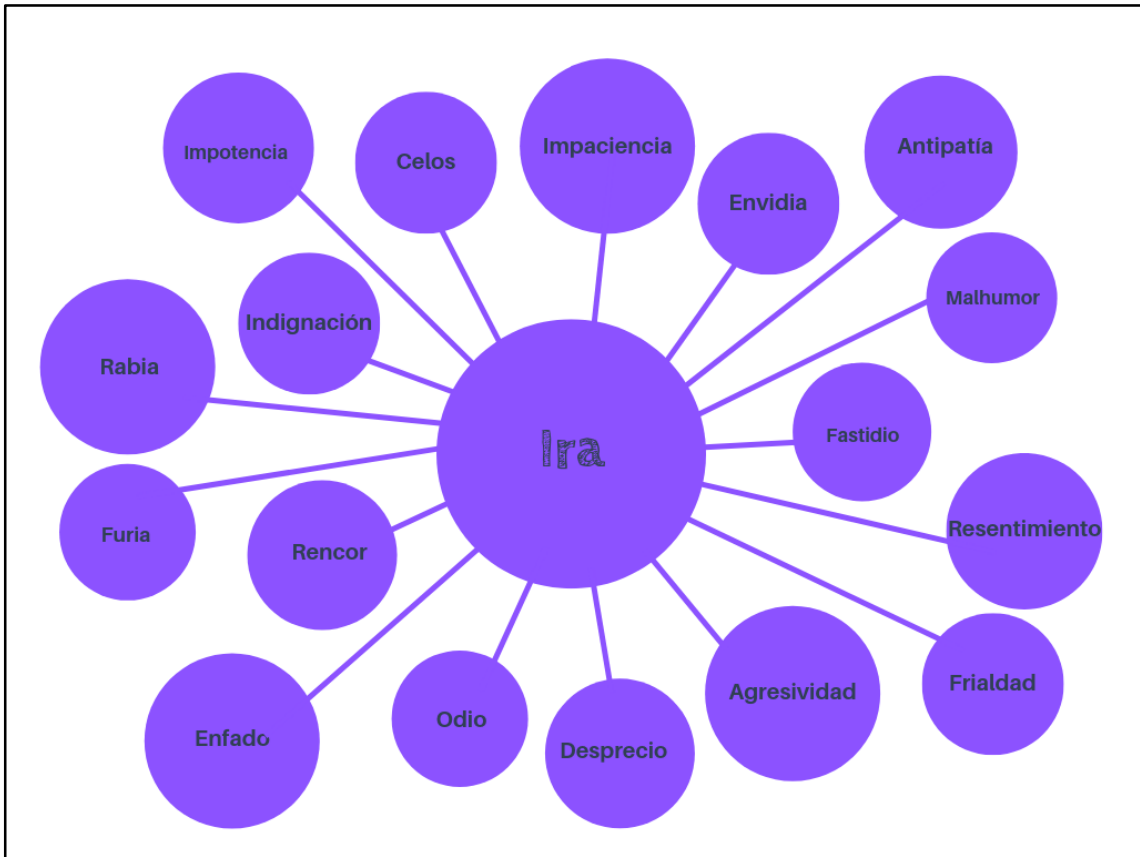 Impotencia
Celos
Impaciencia
Envidia
Antipatía
Malhumor
Indignación
Rabia
Ira
Fastidio
Furia
Rencor
Resentimiento
Enfado
Odio
Desprecio
Agresividad
Frialdad